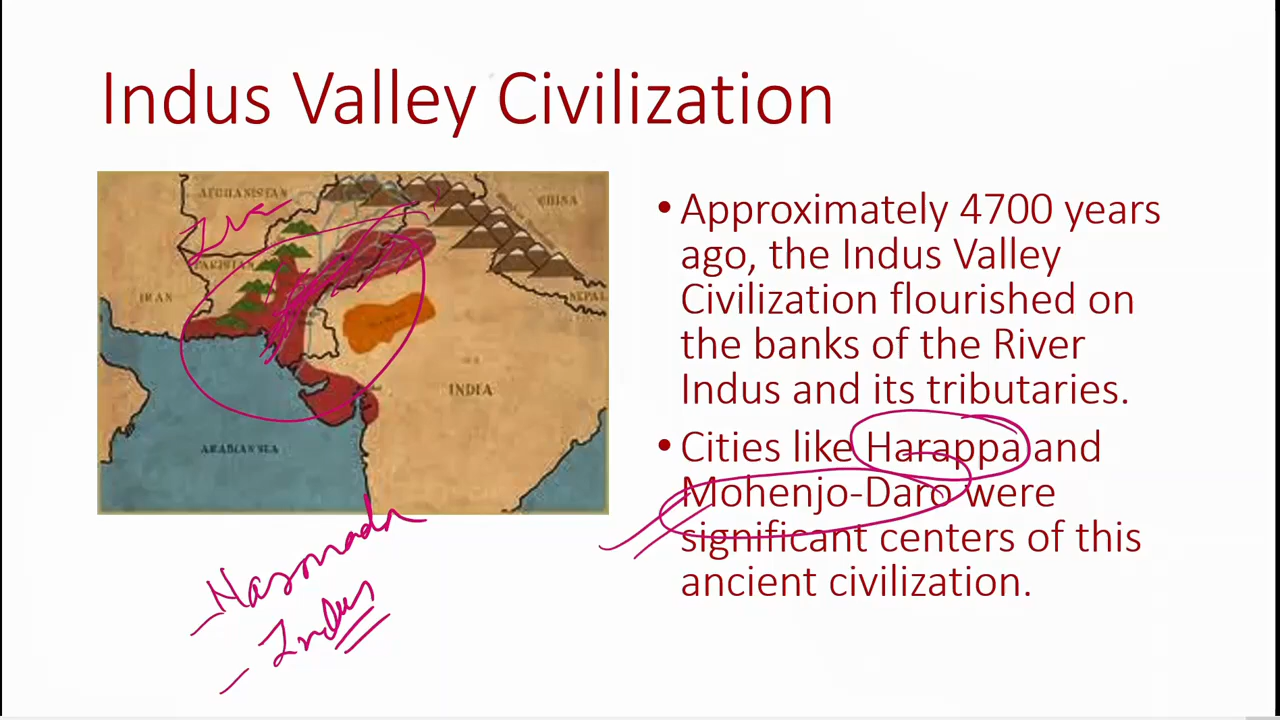 Indus Valley Civilization
AFGHANISTAN
CHINA
PAKISTAN
IRAN
NEPAL
INDIA
ARABIAN SEA
• Approximately 4700 years
ago, the Indus Valley
Civilization flourished on
the banks of the River
Indus and its tributaries.
• Cities like Harappa and
Mohenjo-Daro were
significant centers of this
ancient civilization.
- Indus